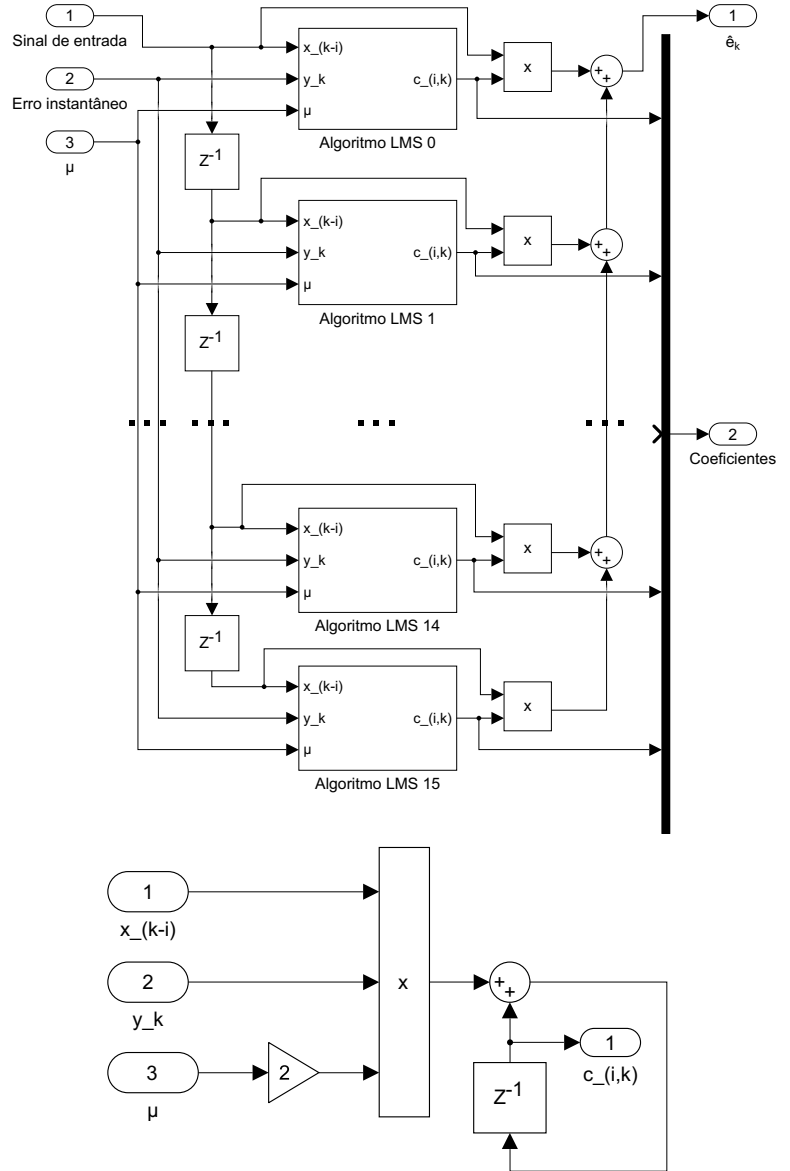 1
Sinal de entrada
2
Erro instantâneo
3
µ
x_(k-i)
y_k
µ
c_(i,k)
Algoritmo LMS 0
x
+
+
1
ê_k
Z-1
x_(k-i)
y_k
µ
c_(i,k)
Algoritmo LMS 1
x
+
+
Z-1
...
...
...
...
2
Coeficientes
x_(k-i)
y_k
µ
c_(i,k)
Algoritmo LMS 14
x
+
+
Z-1
x_(k-i)
y_k
µ
c_(i,k)
Algoritmo LMS 15
x
1
x_(k-i)
2
y_k
3
µ
2
x
+
+
1
c_(i,k)
Z-1